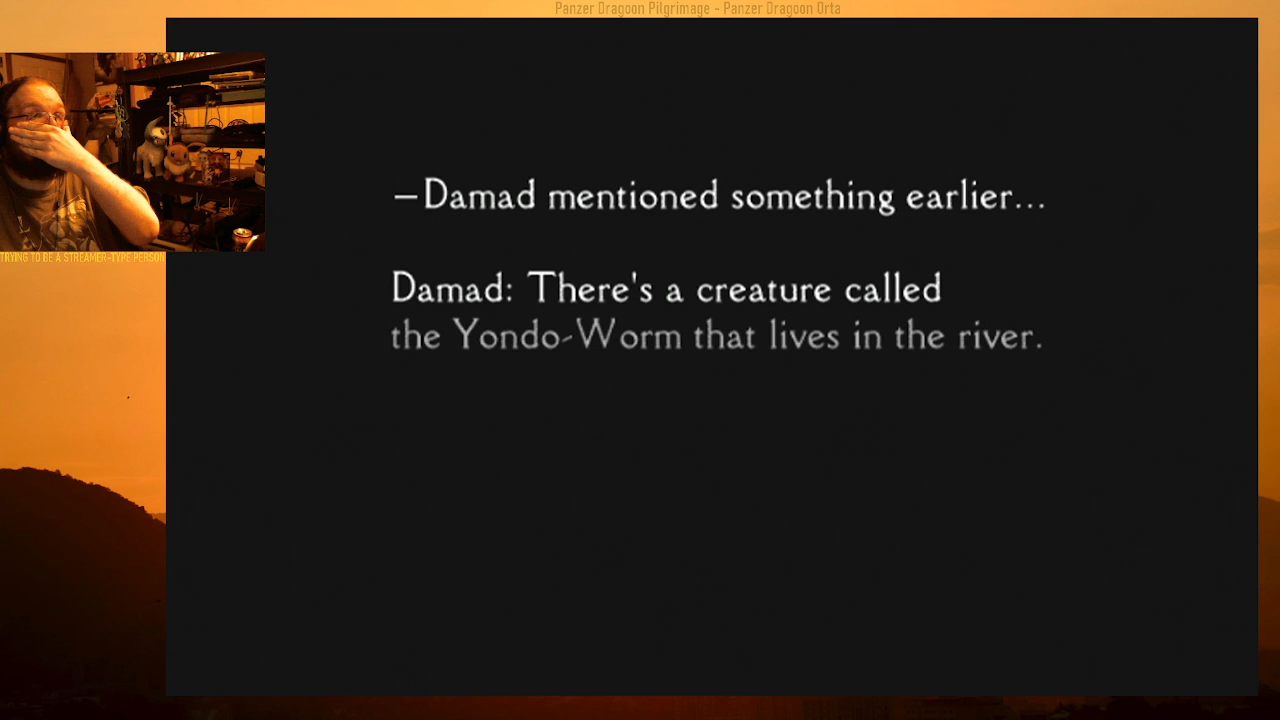 Panzer Dragoon Pilgrimage - Panzer Dragoon Orta
TRYING TO BE A STREAMER-TYPE PERSON
—Damad mentioned something earlier...
Damad: There's a creature called
the Yondo-Worm that lives in the river.